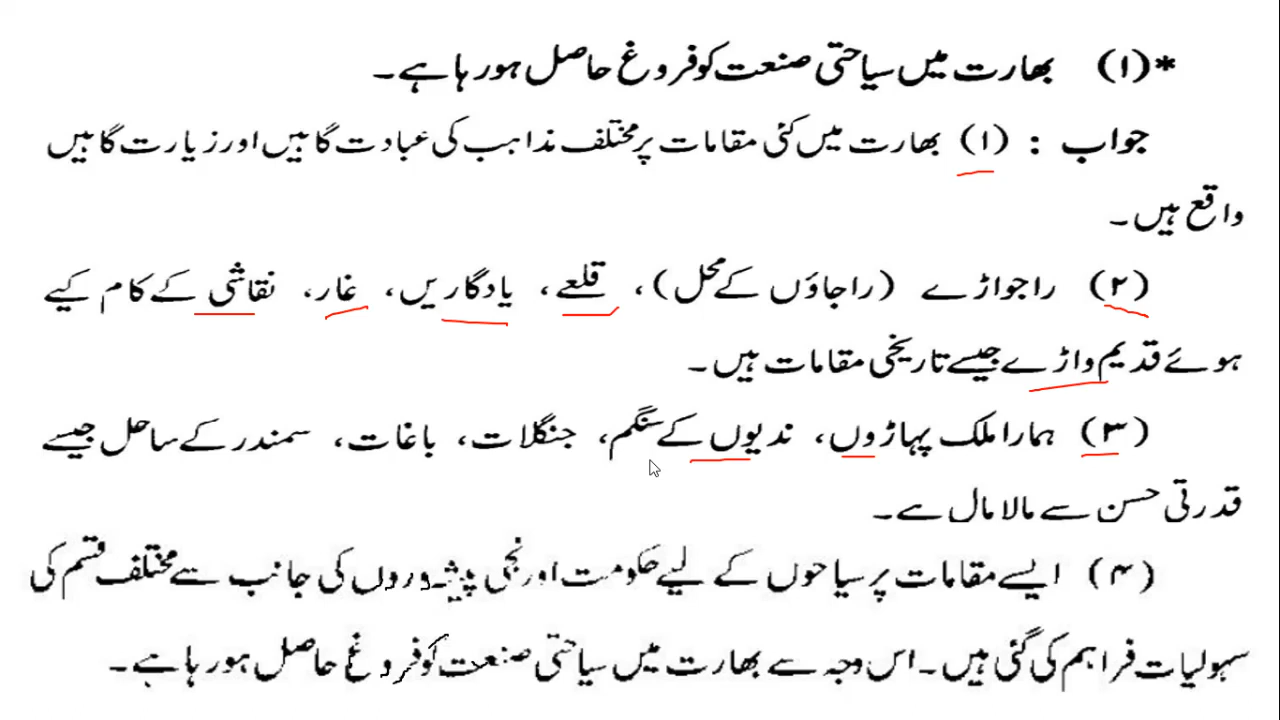 *(۱) بھارت میں سیاحتی صنعت کو فروغ حاصل ہو رہا ہے۔
جواب : (۱) بھارت میں کئی مقامات پر مختلف مذاہب کی عبادت گاہیں اور زیارت گاہیں
واقع ہیں۔
(۲) راجواڑے (راجاؤں کے محل)، قلعے، یادگاریں، غار، نقاشی کے کام کیے
ہوئے قدیم واڑے جیسے تاریخی مقامات ہیں۔
(۳) ہمارا ملک پہاڑوں، ندیوں کے سنگم، جنگلات، باغات، سمندر کے ساحل جیسے
قدرتی حسن سے مالا مال ہے۔
(۴) ایسے مقامات پر سیاحوں کے لیے حکومت اور نجی پیشہ وروں کی جانب سے مختلف قسم کی
سہولیات فراہم کی گئی ہیں۔ اس وجہ سے بھارت میں سیاحتی صنعت کو فروغ حاصل ہو رہا ہے۔